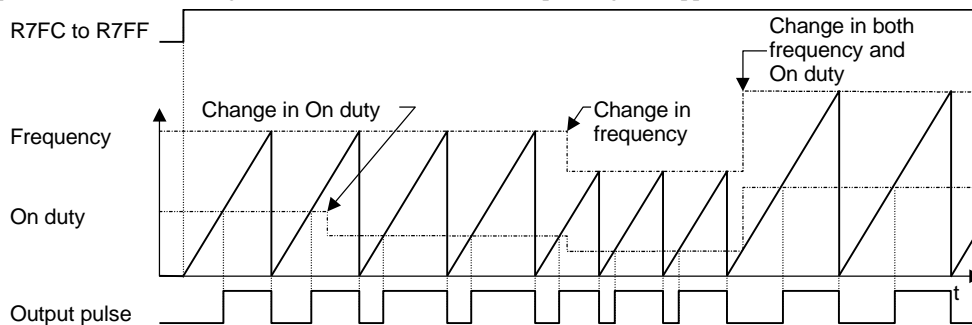 R7FC to R7FF
Change in both
frequency and
On duty
Change in On duty
Change in
frequency
Frequency
On duty
t
Output pulse